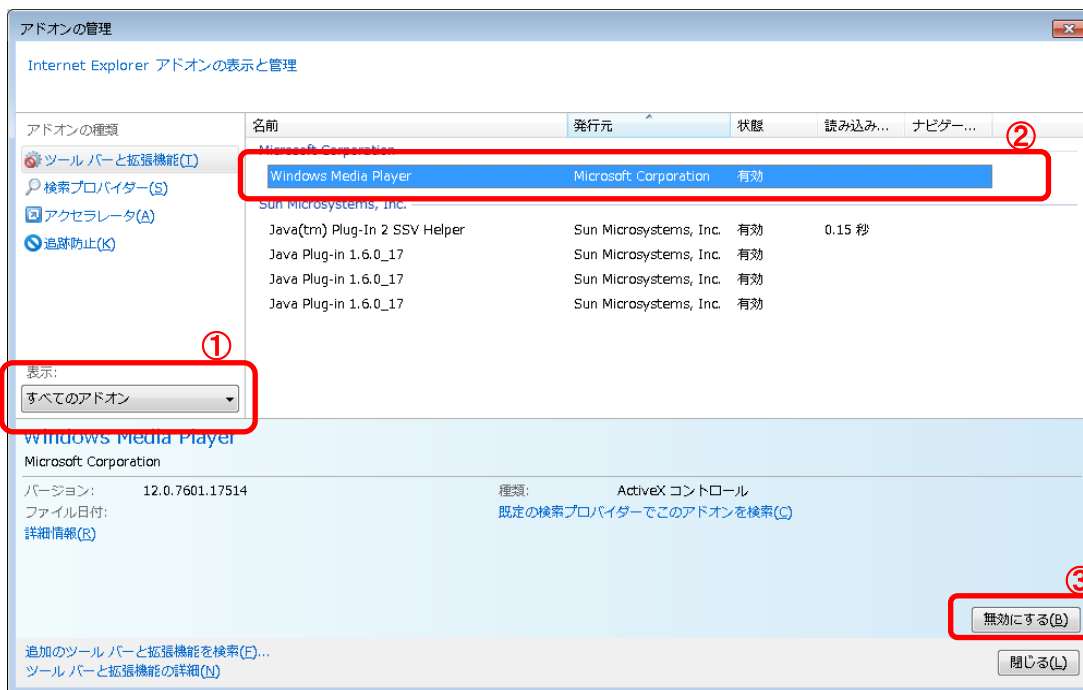 アドオンの管理
Internet Explorer アドオンの表示と管理
アドオンの種類
ツール バーと拡張機能(T)
検索プロバイダー(S)
アクセラレータ(A)
追跡防止(K)
①
表示:
すべてのアドオン
名前 発行元 状態 読み込み... ナビゲー...
②
Microsoft Corporation
Windows Media Player Microsoft Corporation 有効
Sun Microsystems, Inc.
Java(tm) Plug-In 2 SSV Helper Sun Microsystems, Inc. 有効 0.15 秒
Java Plug-in 1.6.0_17 Sun Microsystems, Inc. 有効
Java Plug-in 1.6.0_17 Sun Microsystems, Inc. 有効
Java Plug-in 1.6.0_17 Sun Microsystems, Inc. 有効
Windows Media Player
Microsoft Corporation
バージョン: 12.0.7601.17514 種類: ActiveX コントロール
ファイル日付: 既定の検索プロバイダーでこのアドオンを検索(C)
詳細情報(R)
③
無効にする(B)
追加のツール バーと拡張機能を検索(F)...
ツール バーと拡張機能の詳細(N)
閉じる(L)